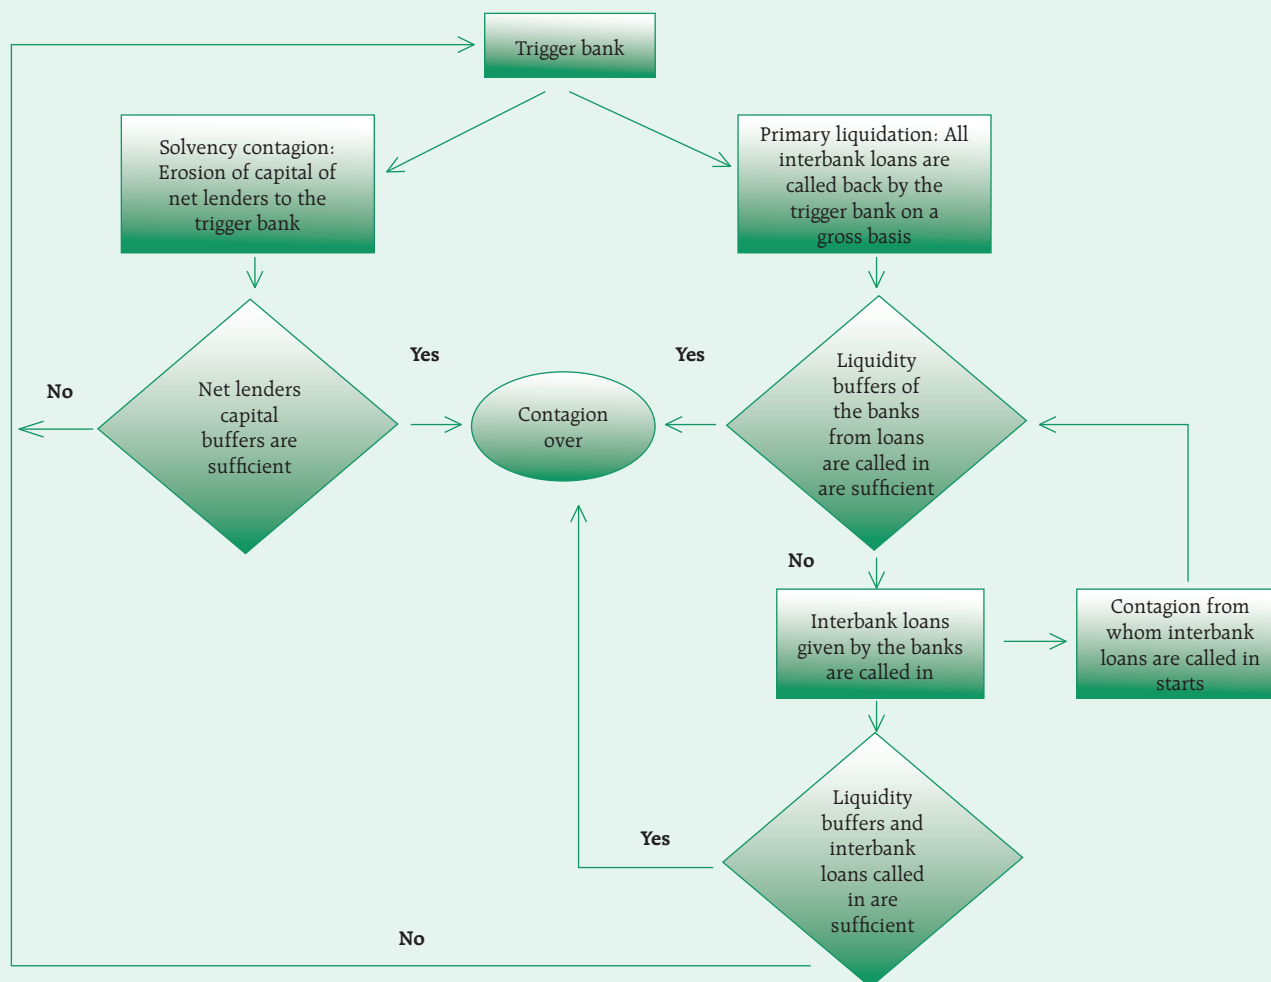 Trigger bank
Solvency contagion:
Erosion of capital of
net lenders to the
trigger bank
Primary liquidation: All
interbank loans are
called back by the
trigger bank on a
gross basis
No
Net lenders
capital
buffers are
sufficient
Yes
Contagion
over
Yes
Liquidity
buffers of
the banks
from loans
are called in
are sufficient
No
Interbank loans
given by the banks
are called in
Contagion from
whom interbank
loans are called in
starts
Yes
Liquidity
buffers and
interbank
loans called
in are
sufficient
No